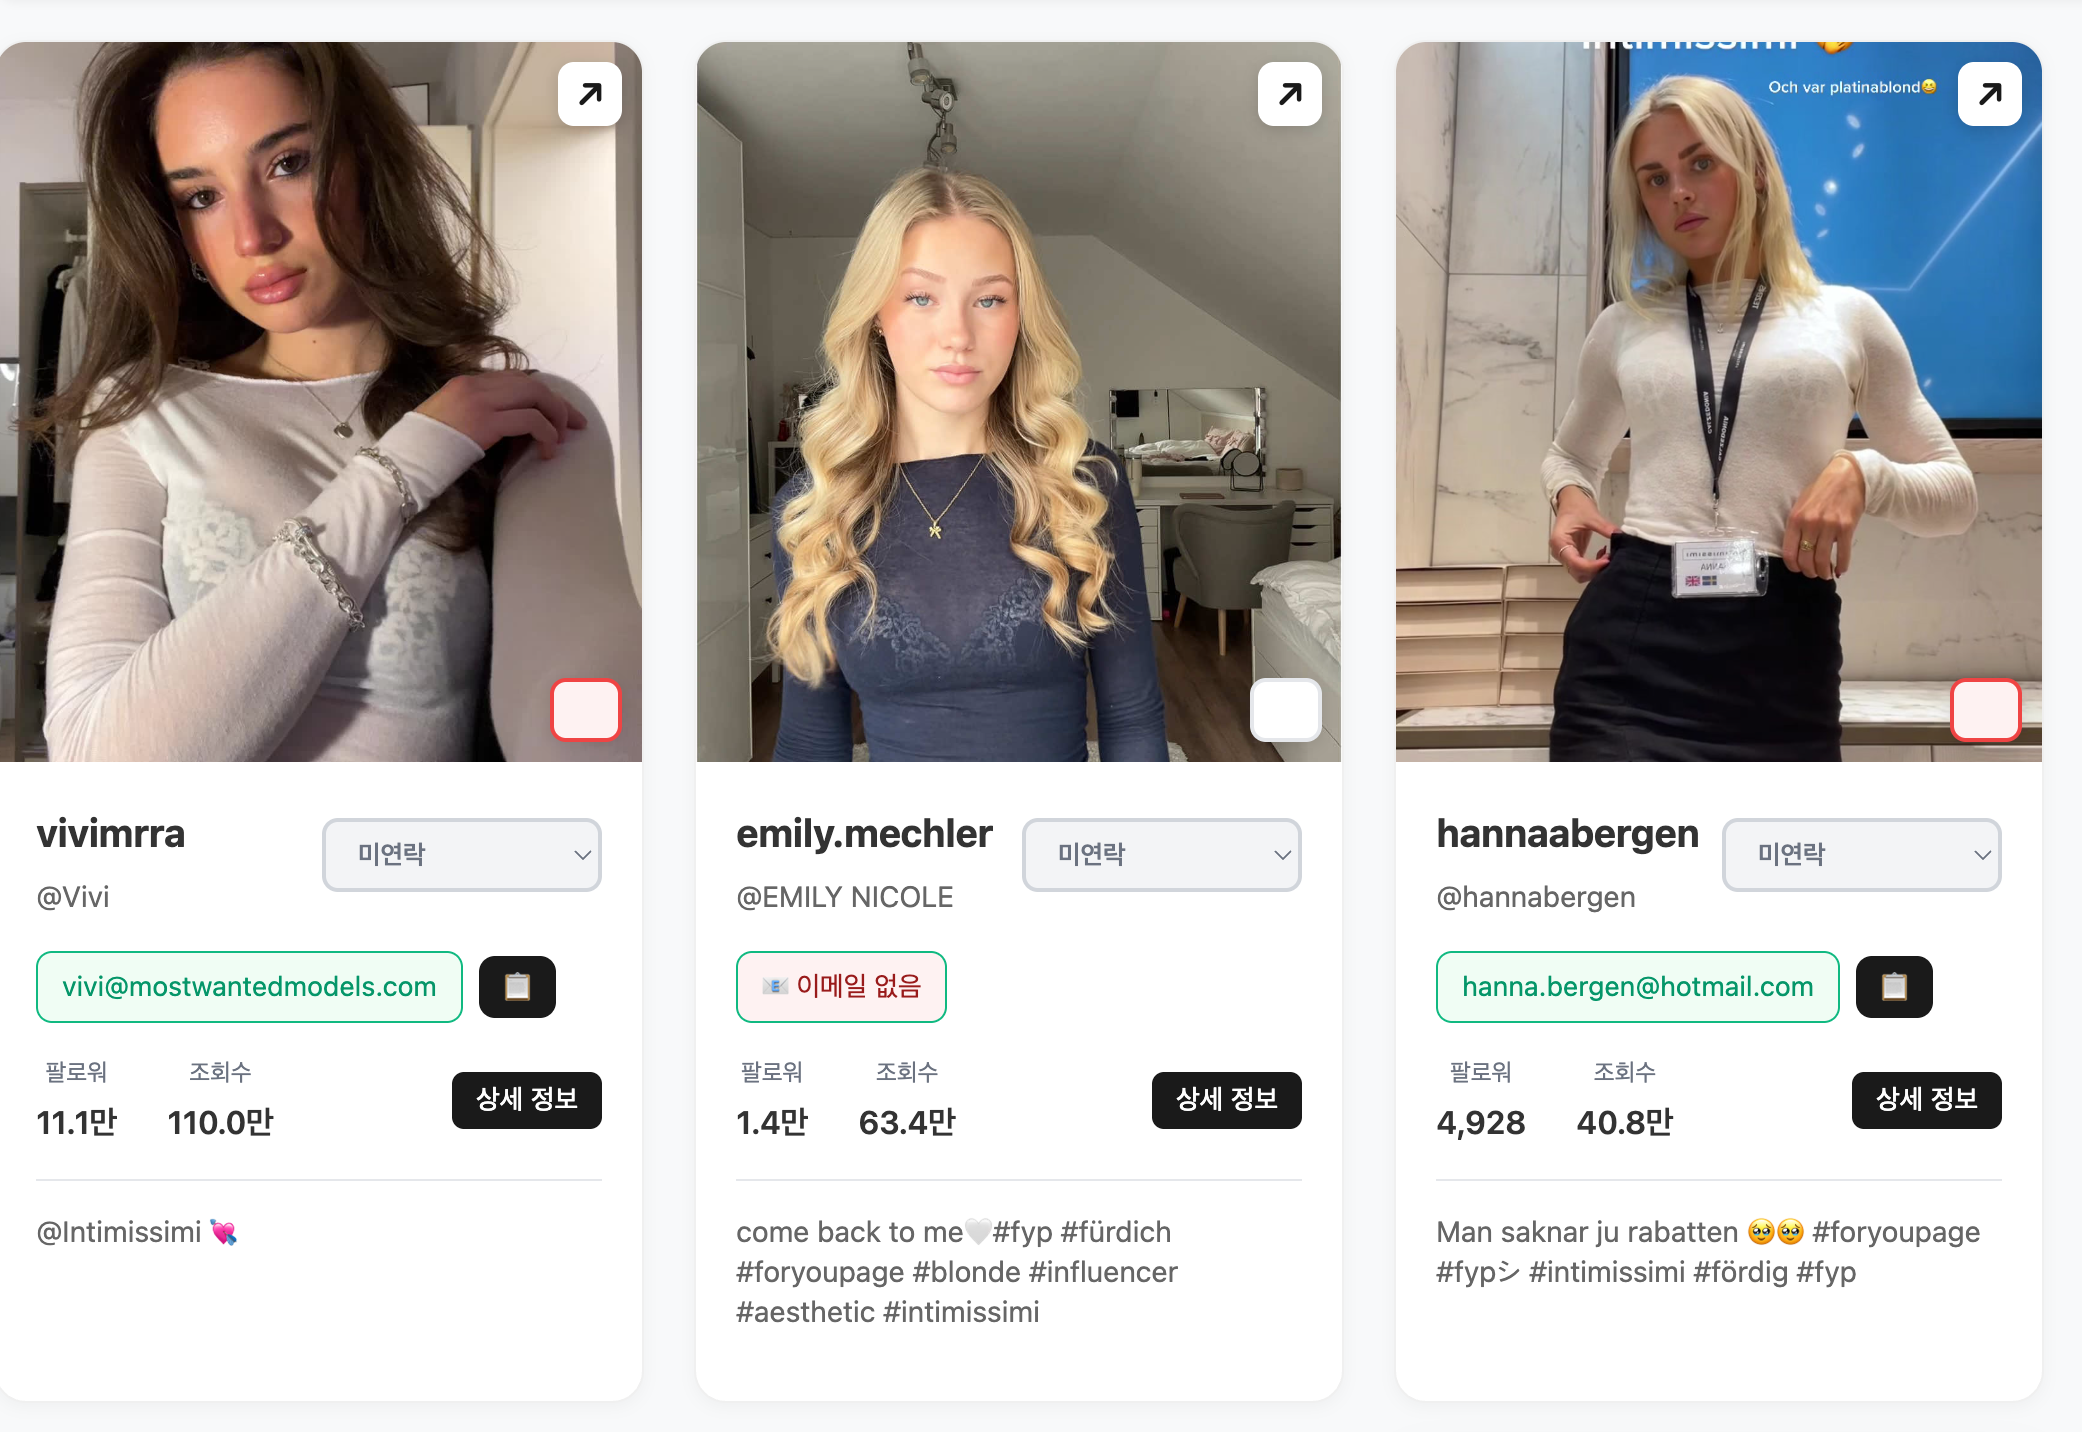 intimissimi 🫣
Och var platinablond😆
INTIMISSIMI
vivimrra
미연락
@Vivi
vivi@mostwantedmodels.com
팔로워 조회수
11.1만 110.0만
상세 정보
@Intimissimi 💘
emily.mechler
미연락
@EMILY NICOLE
📧 이메일 없음
팔로워 조회수
1.4만 63.4만
상세 정보
come back to me🤍#fyp #fürdich
#foryoupage #blonde #influencer
#aesthetic #intimissimi
hannaabergen
미연락
@hannabergen
hanna.bergen@hotmail.com
팔로워 조회수
4,928 40.8만
상세 정보
Man saknar ju rabatten 🥹🥹 #foryoupage
#fypシ #intimissimi #fördig #fyp